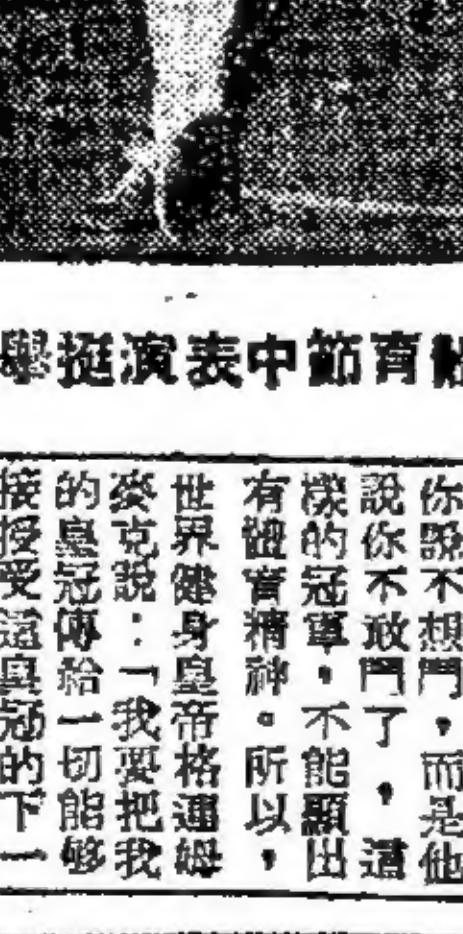 體育節中表演挺舉
你說不想鬥，而是他
說你不敢鬥了，這
樣的冠軍，不能顯出
有體育精神。所以，
世界健身皇帝格連姆
麥克說：「我要把我
的皇冠傳給一切能够
接授受這皇冠的下一